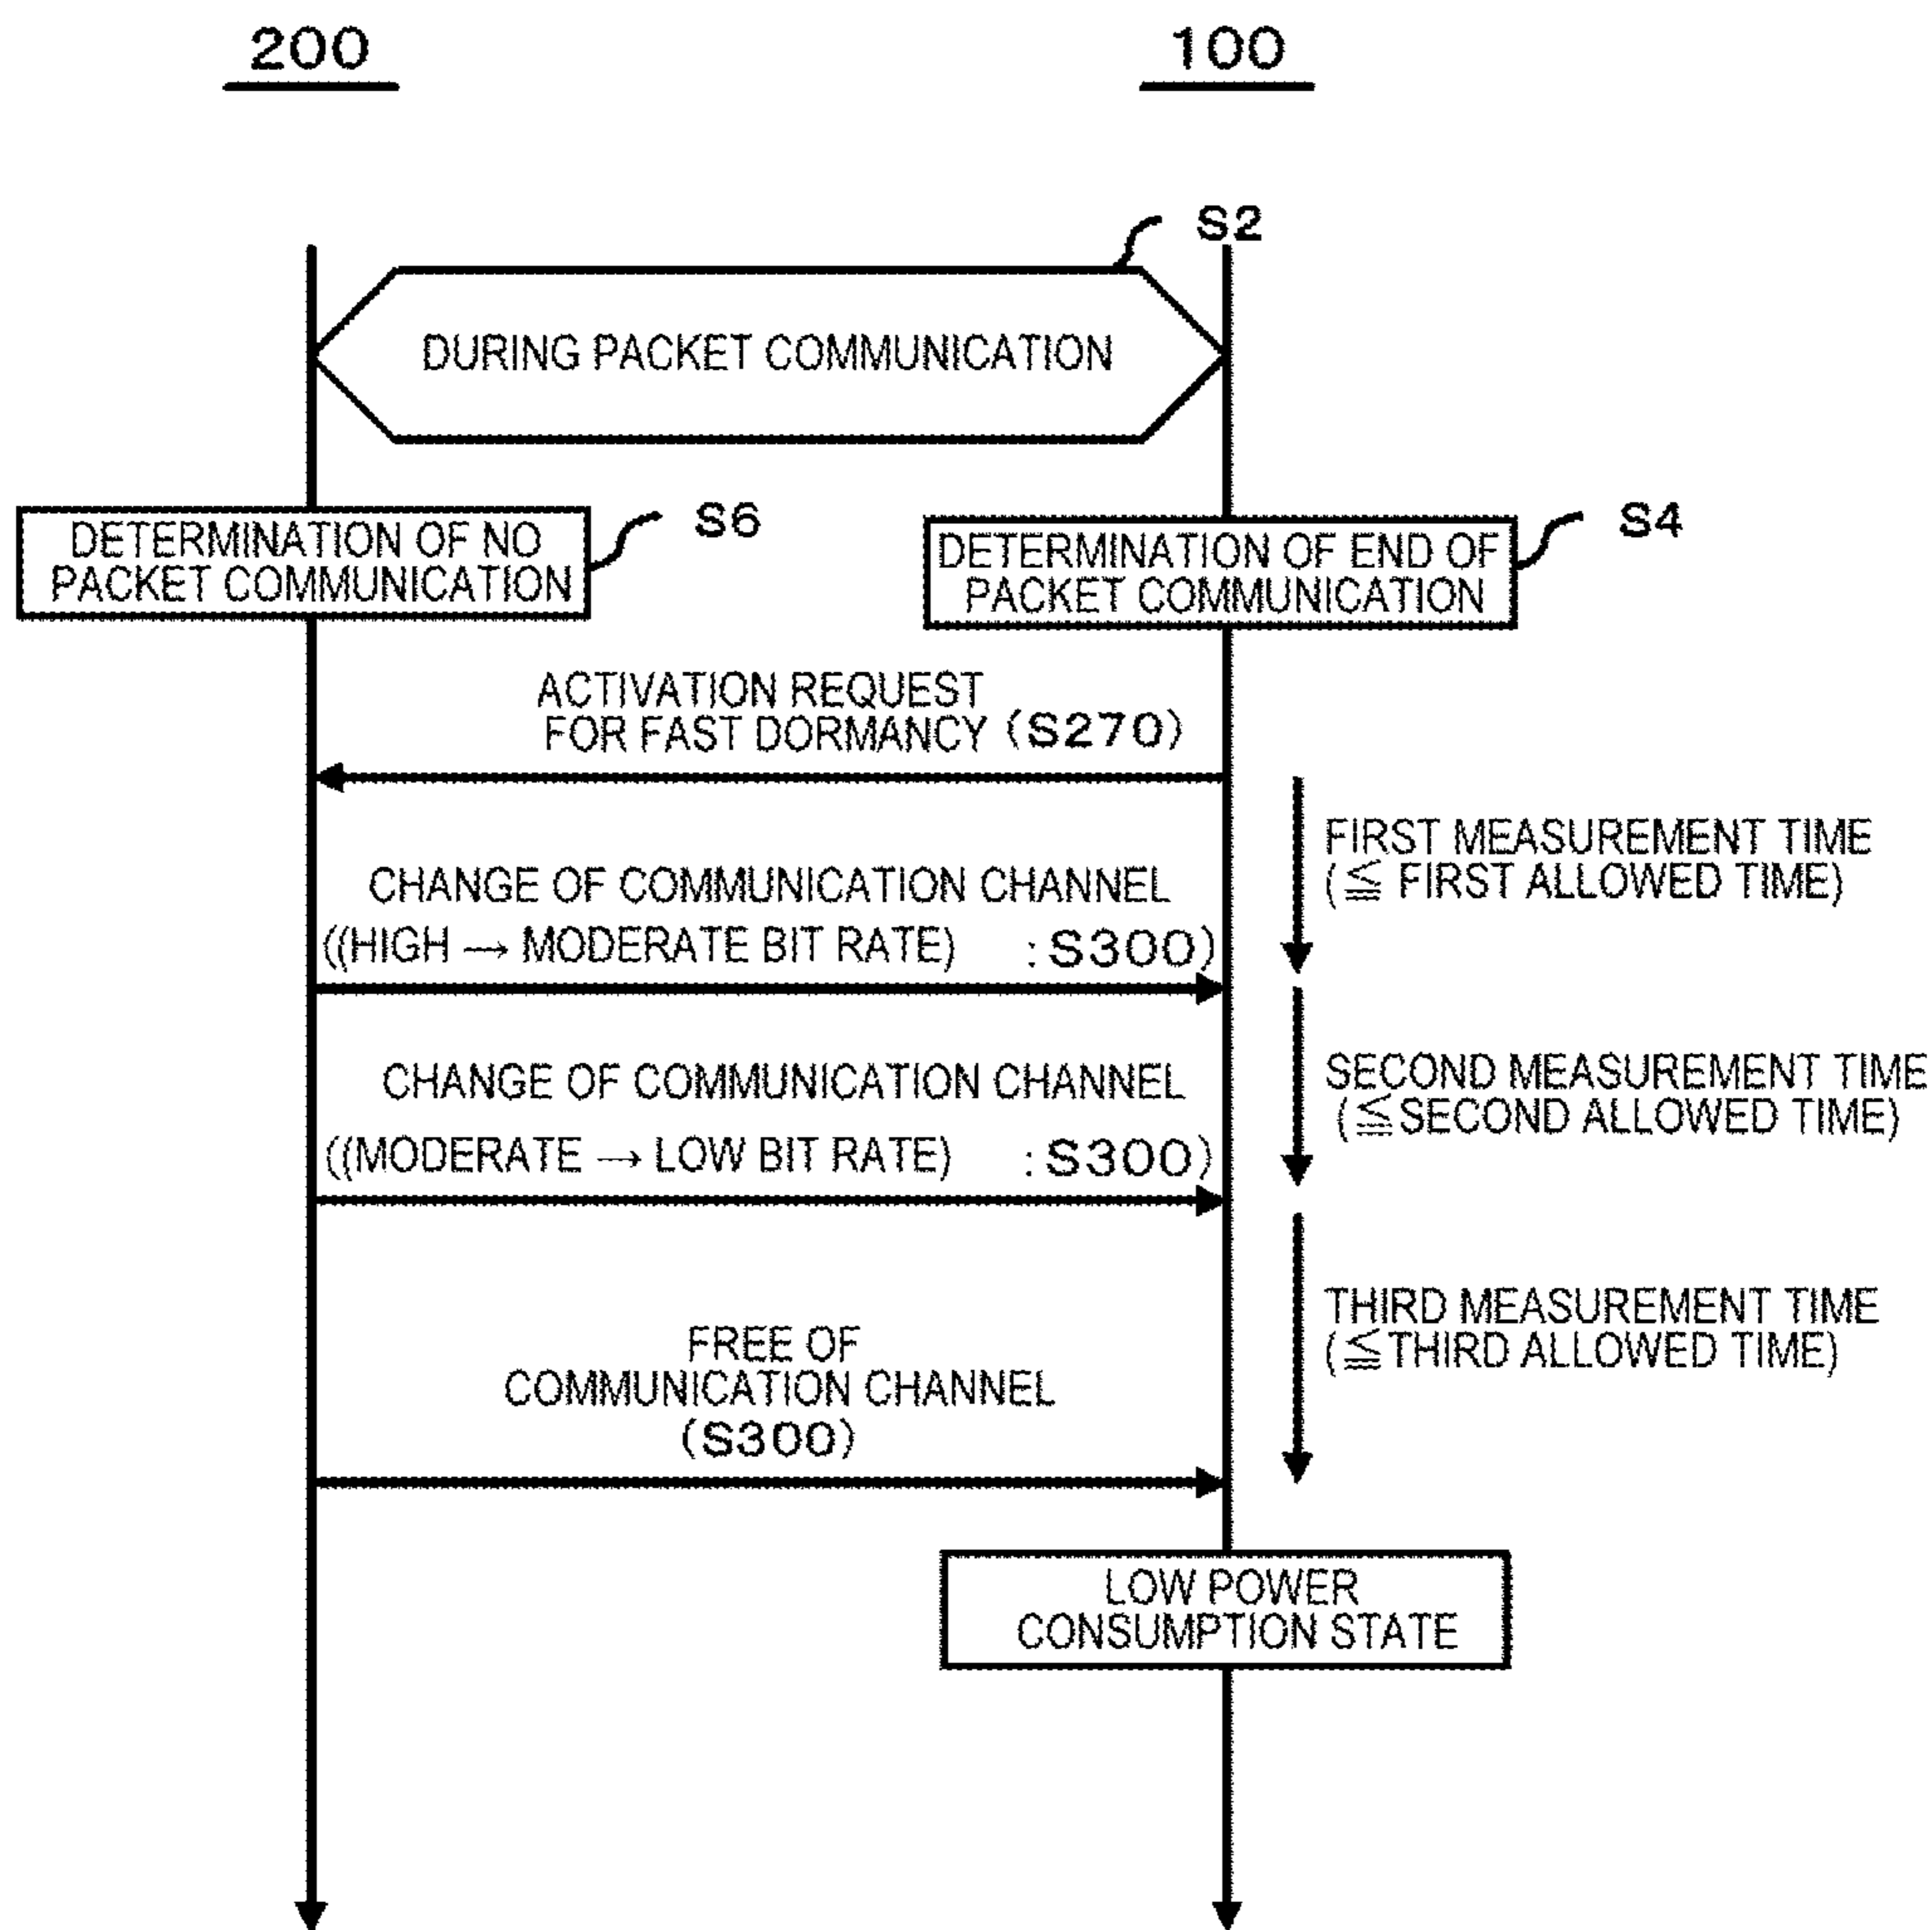 200
100
S2
DURING PACKET COMMUNICATION
DETERMINATION OF NO
PACKET COMMUNICATION
S6
DETERMINATION OF END OF
PACKET COMMUNICATION
S4
ACTIVATION REQUEST
FOR FAST DORMANCY (S270)
FIRST MEASUREMENT TIME
(≦ FIRST ALLOWED TIME)
CHANGE OF COMMUNICATION CHANNEL
((HIGH → MODERATE BIT RATE) : S300)
SECOND MEASUREMENT TIME
(≦SECOND ALLOWED TIME)
CHANGE OF COMMUNICATION CHANNEL
((MODERATE → LOW BIT RATE) : S300)
THIRD MEASUREMENT TIME
(≦THIRD ALLOWED TIME)
FREE OF
COMMUNICATION CHANNEL
(S300)
LOW POWER
CONSUMPTION STATE